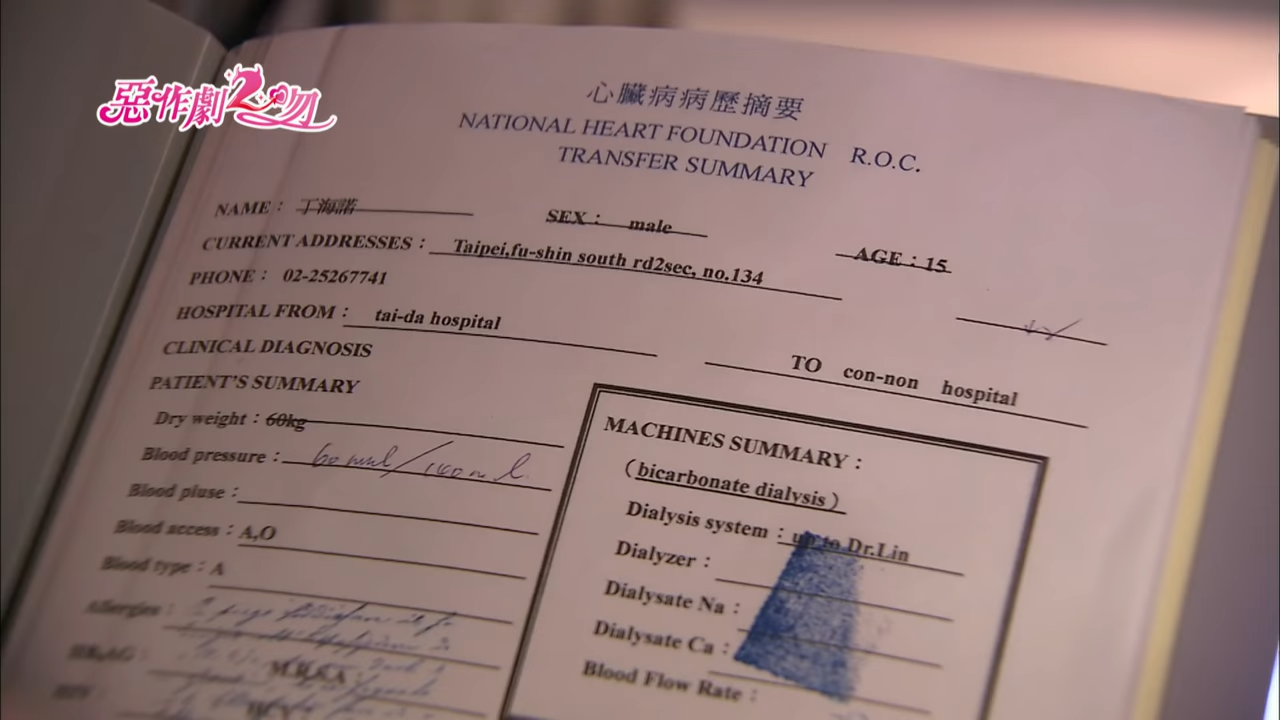 惡作劇2吻
心臟病病歷摘要
NATIONAL HEART FOUNDATION R.O.C.
TRANSFER SUMMARY
NAME： 丁海諾
SEX： male
AGE：15
CURRENT ADDRESSES： Taipei,fu-shin south rd2sec, no.134
PHONE： 02-25267741
HOSPITAL FROM： tai-da hospital
TO con-non hospital
CLINICAL DIAGNOSIS
PATIENT'S SUMMARY
Dry weight：60kg
Blood pressure：
Blood pluse：
Blood access：A,O
Blood type：A
Allergies：
HBsAG：
M.R.K.A
HIV
HCV
MACHINES SUMMARY：
（bicarbonate dialysis）
Dialysis system：up to Dr.Lin
Dialyzer：
Dialysate Na：
Dialysate Ca：
Blood Flow Rate：